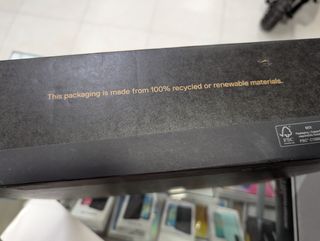 This packaging is made from 100% recycled or renewable materials.
MIX
FSC